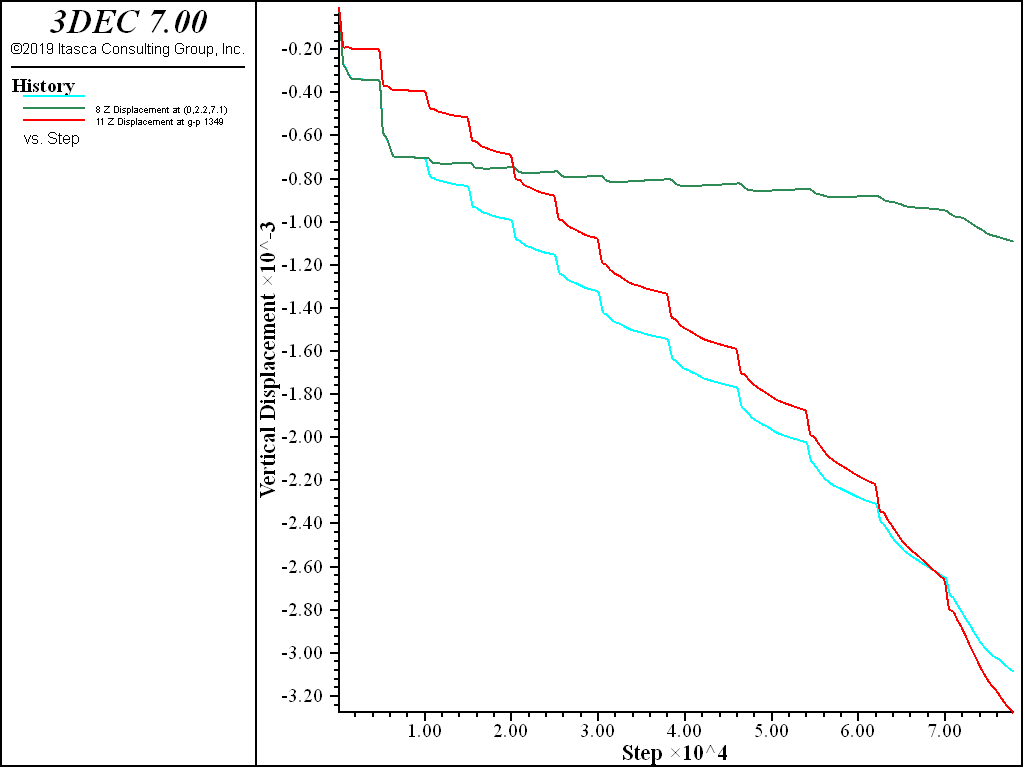 3DEC 7.00
©2019 Itasca Consulting Group, Inc.
History
8 Z Displacement at (0,2.2,7.1)
11 Z Displacement at g-p 1349
vs. Step
Vertical Displacement ×10^-3
-0.20
-0.40
-0.60
-0.80
-1.00
-1.20
-1.40
-1.60
-1.80
-2.00
-2.20
-2.40
-2.60
-2.80
-3.00
-3.20
1.00 2.00 3.00 4.00 5.00 6.00 7.00
Step ×10^4